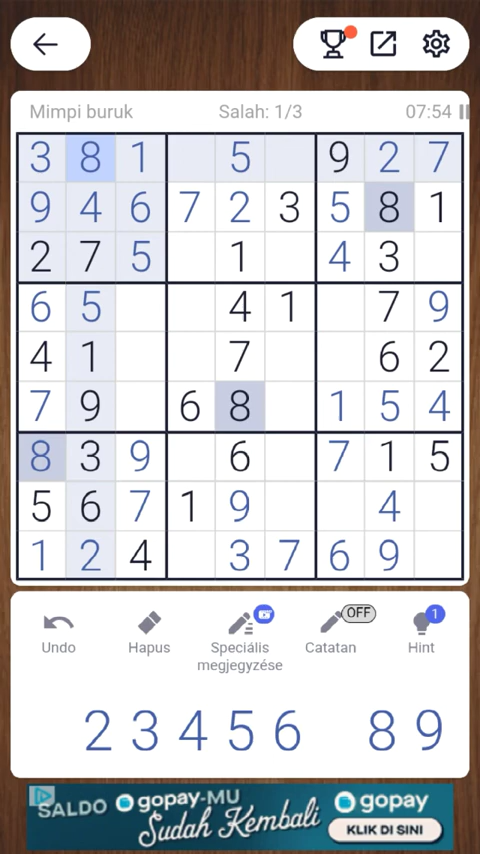 Mimpi buruk Salah: 1/3 07:54
3 8 1 5 9 2 7
9 4 6 7 2 3 5 8 1
2 7 5 1 4 3
6 5 4 1 7 9
4 1 7 6 2
7 9 6 8 1 5 4
8 3 9 6 7 1 5
5 6 7 1 9 4
1 2 4 3 7 6 9
OFF 1
Undo Hapus Speciális megjegyzése Catatan Hint
2 3 4 5 6 8 9
SALDO gopay-MU
Sudah Kembali
gopay
KLIK DI SINI